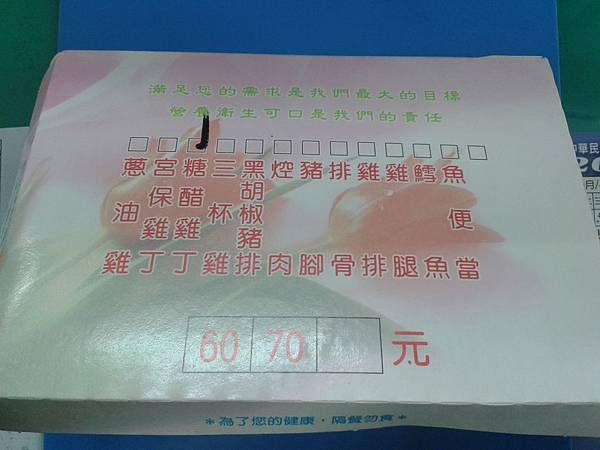 滿足您的需求是我們最大的目標
營養衛生可口是我們的責任
蔥油雞
宮保雞丁
糖醋雞丁
三杯雞
黑胡椒豬排
焢肉
豬腳
排骨
雞排
雞腿
鱈魚
魚便當
60 70 元
*為了您的健康，隔餐勿食*
中華民